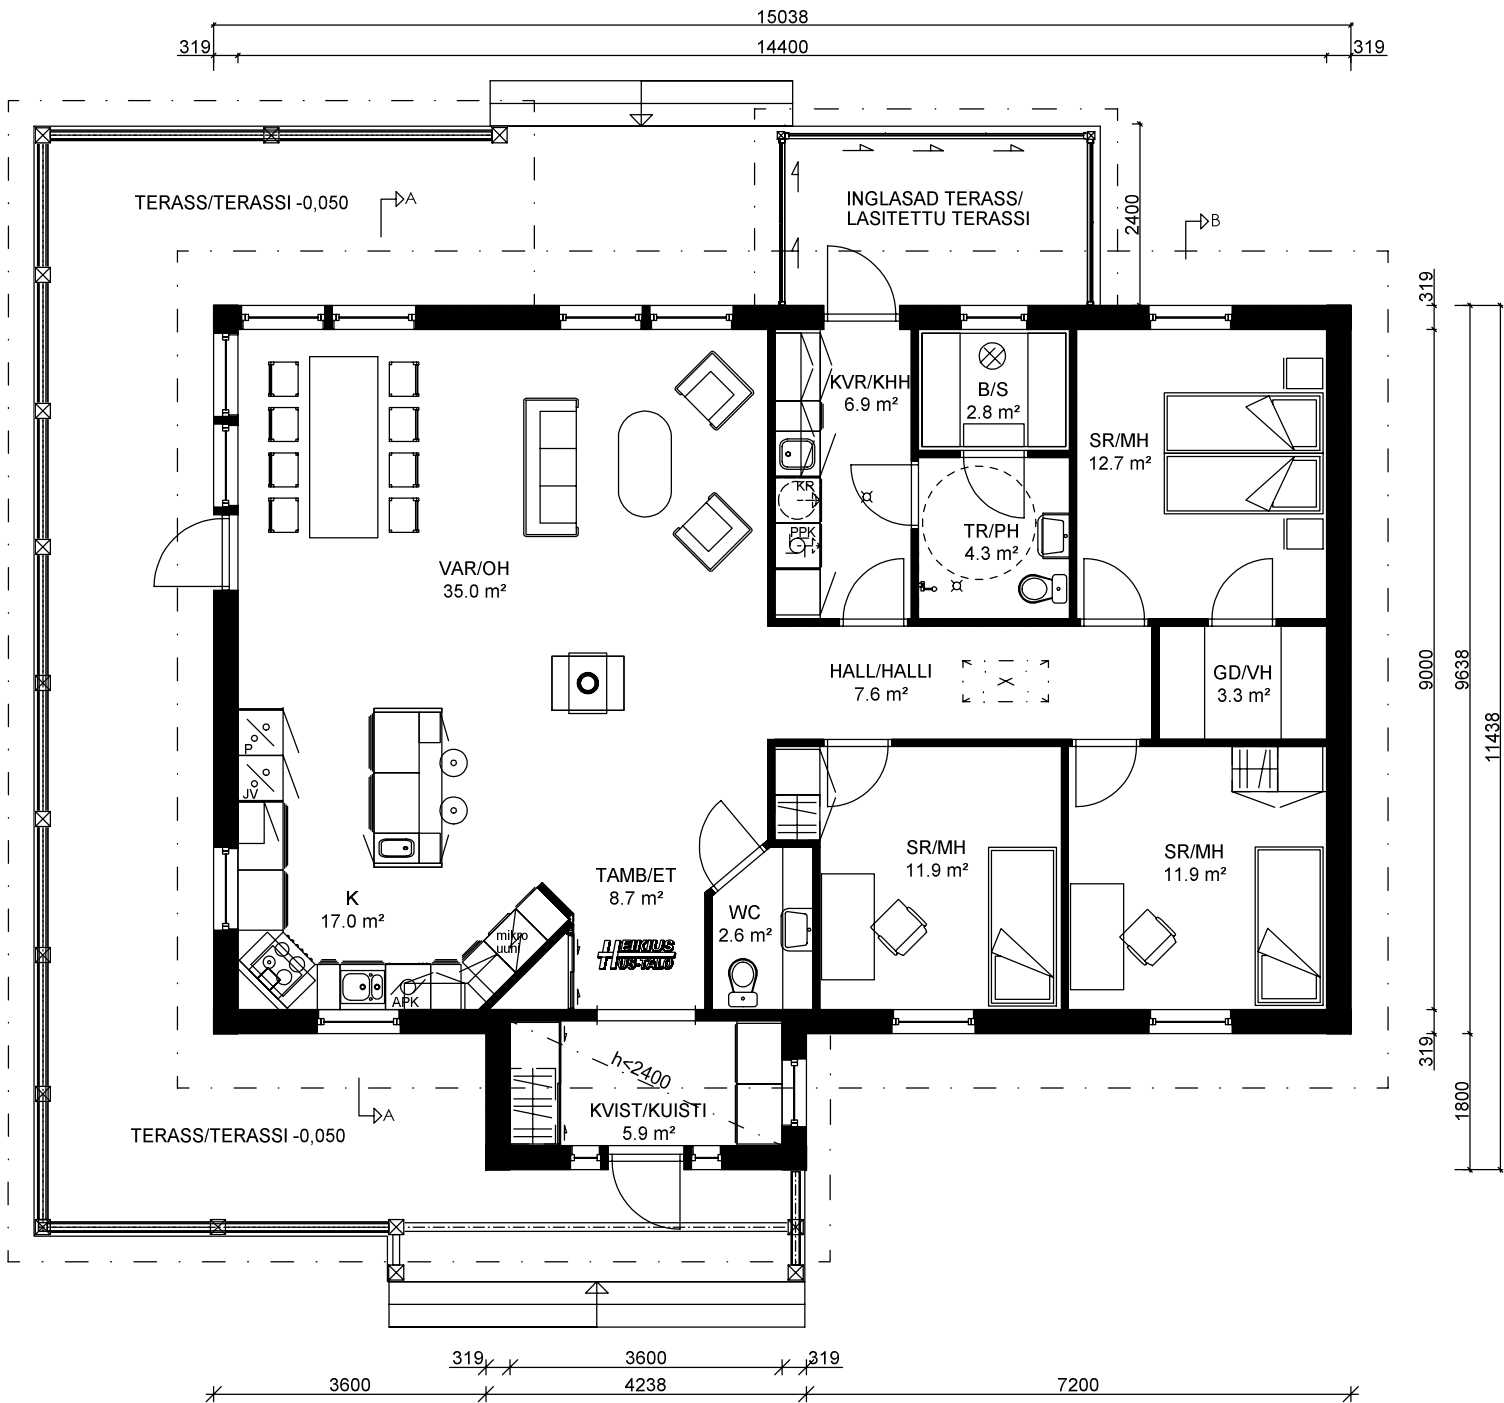 15038
319
14400
319
TERASS/TERASSI -0,050
A
INGLASAD TERASS/
LASITETTU TERASSI
2400
B
319
KVR/KHH
6.9 m²
B/S
2.8 m²
SR/MH
12.7 m²
KR
PPK
TR/PH
4.3 m²
VAR/OH
35.0 m²
HALL/HALLI
7.6 m²
GD/VH
3.3 m²
9000
9638
11438
P
JV
K
17.0 m²
mikro
uuni
APK
TAMB/ET
8.7 m²
HEIKIUS
HUS-TALO
WC
2.6 m²
SR/MH
11.9 m²
SR/MH
11.9 m²
319
1800
h<2400
KVIST/KUISTI
5.9 m²
A
TERASS/TERASSI -0,050
319
3600
319
3600
4238
7200